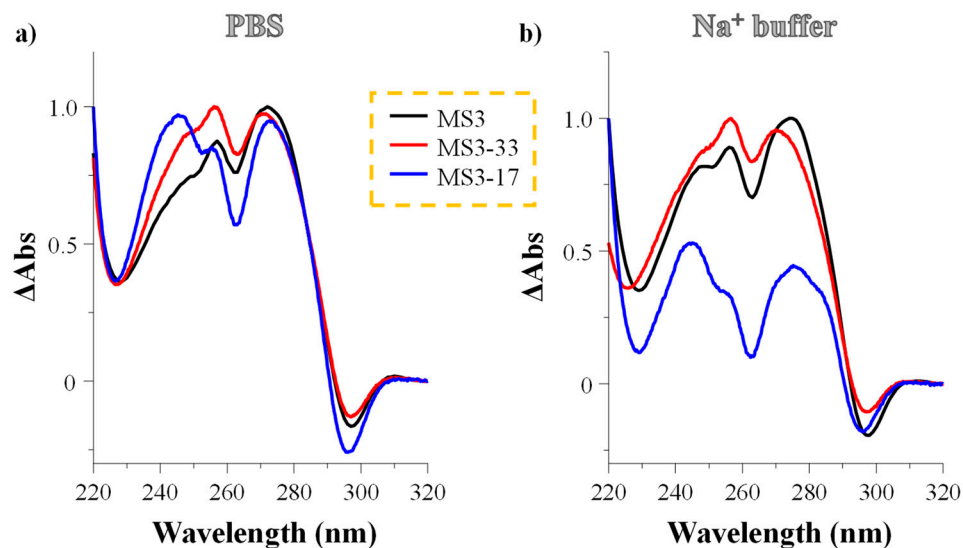 a) PBS
ΔAbs
1.0
0.5
0
220 240 260 280 300 320
Wavelength (nm)
MS3
MS3-33
MS3-17
b) Na⁺ buffer
ΔAbs
1.0
0.5
0
220 240 260 280 300 320
Wavelength (nm)